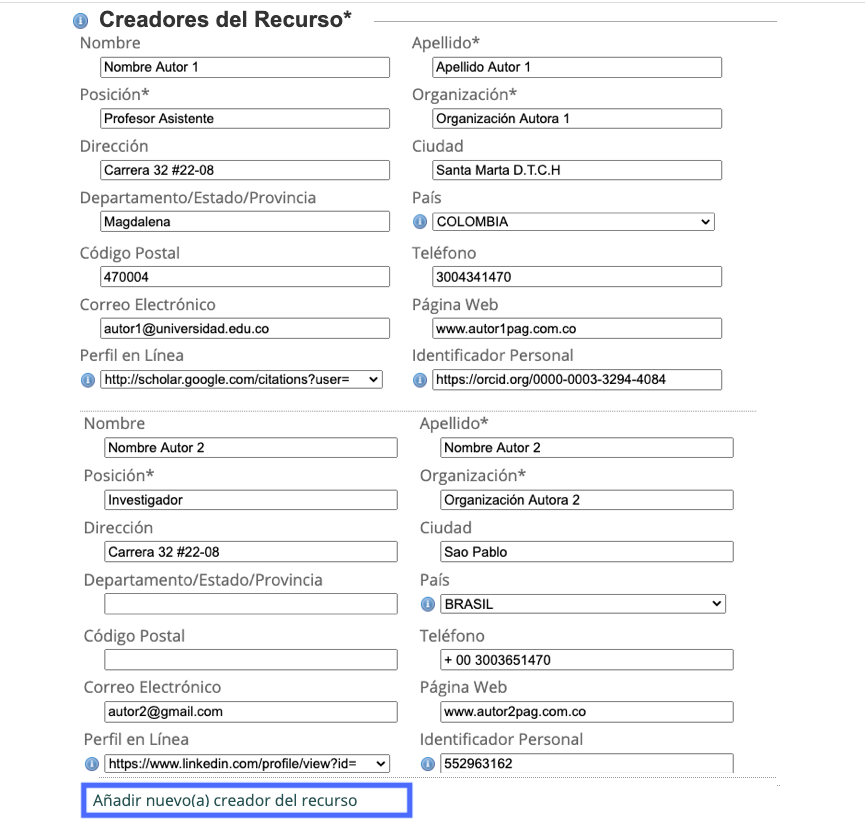 Creadores del Recurso*
Nombre Apellido*
Nombre Autor 1 Apellido Autor 1
Posición* Organización*
Profesor Asistente Organización Autora 1
Dirección Ciudad
Carrera 32 #22-08 Santa Marta D.T.C.H
Departamento/Estado/Provincia País
Magdalena COLOMBIA
Código Postal Teléfono
470004 3004341470
Correo Electrónico Página Web
autor1@universidad.edu.co www.autor1pag.com.co
Perfil en Línea Identificador Personal
http://scholar.google.com/citations?user= https://orcid.org/0000-0003-3294-4084
Nombre Apellido*
Nombre Autor 2 Nombre Autor 2
Posición* Organización*
Investigador Organización Autora 2
Dirección Ciudad
Carrera 32 #22-08 Sao Pablo
Departamento/Estado/Provincia País
BRASIL
Código Postal Teléfono
+ 00 3003651470
Correo Electrónico Página Web
autor2@gmail.com www.autor2pag.com.co
Perfil en Línea Identificador Personal
https://www.linkedin.com/profile/view?id= 552963162
Añadir nuevo(a) creador del recurso